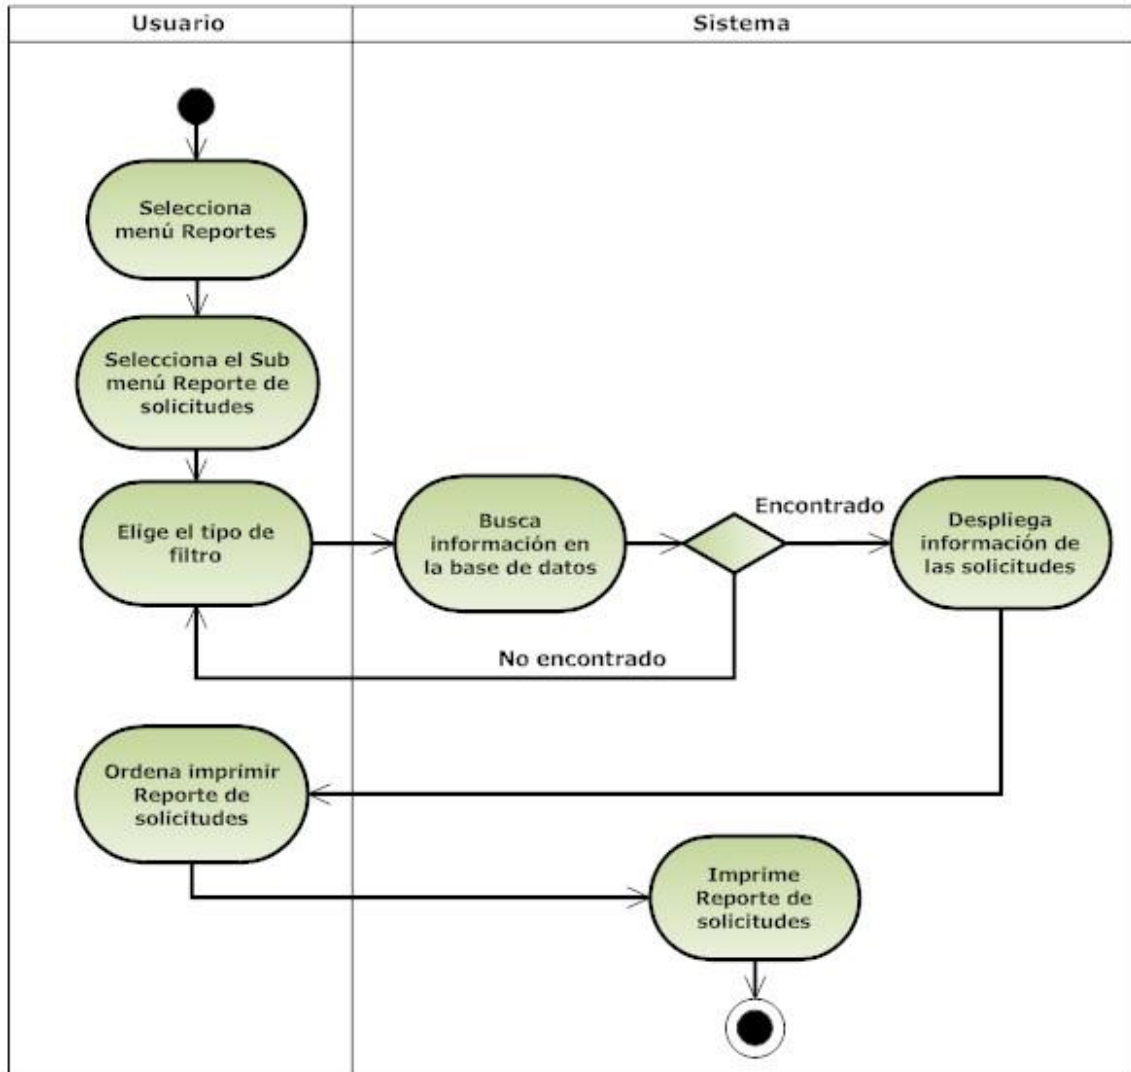 Usuario
Sistema
Selecciona
menú Reportes
Selecciona el Sub
menú Reporte de
solicitudes
Elige el tipo de
filtro
Busca
información en
la base de datos
Encontrado
Despliega
información de
las solicitudes
No encontrado
Ordena imprimir
Reporte de
solicitudes
Imprime
Reporte de
solicitudes